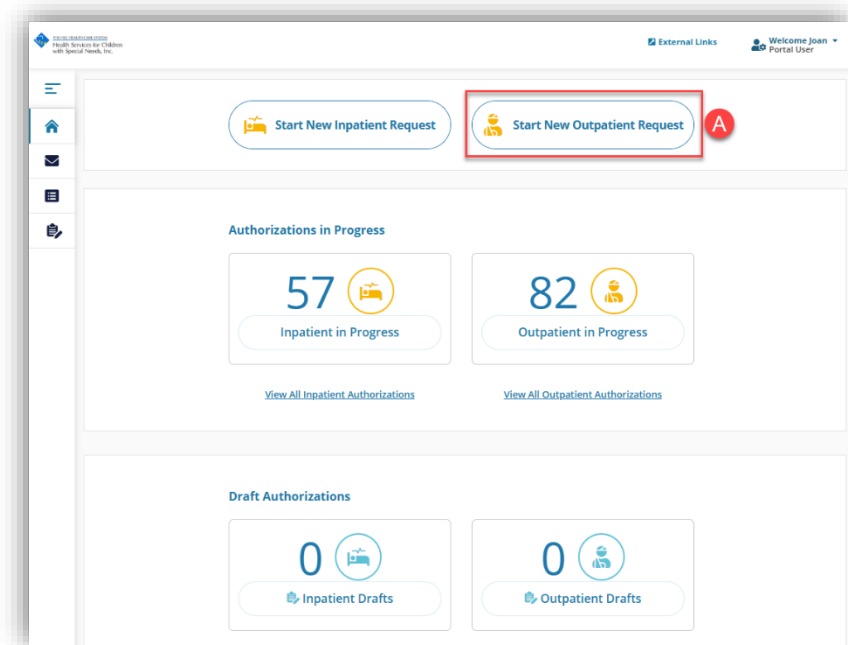 Health Services for Children
with Special Needs, Inc.
External Links
Welcome Joan
Portal User
Start New Inpatient Request
Start New Outpatient Request
A
Authorizations in Progress
57
82
Inpatient in Progress
Outpatient in Progress
View All Inpatient Authorizations
View All Outpatient Authorizations
Draft Authorizations
0
0
Inpatient Drafts
Outpatient Drafts